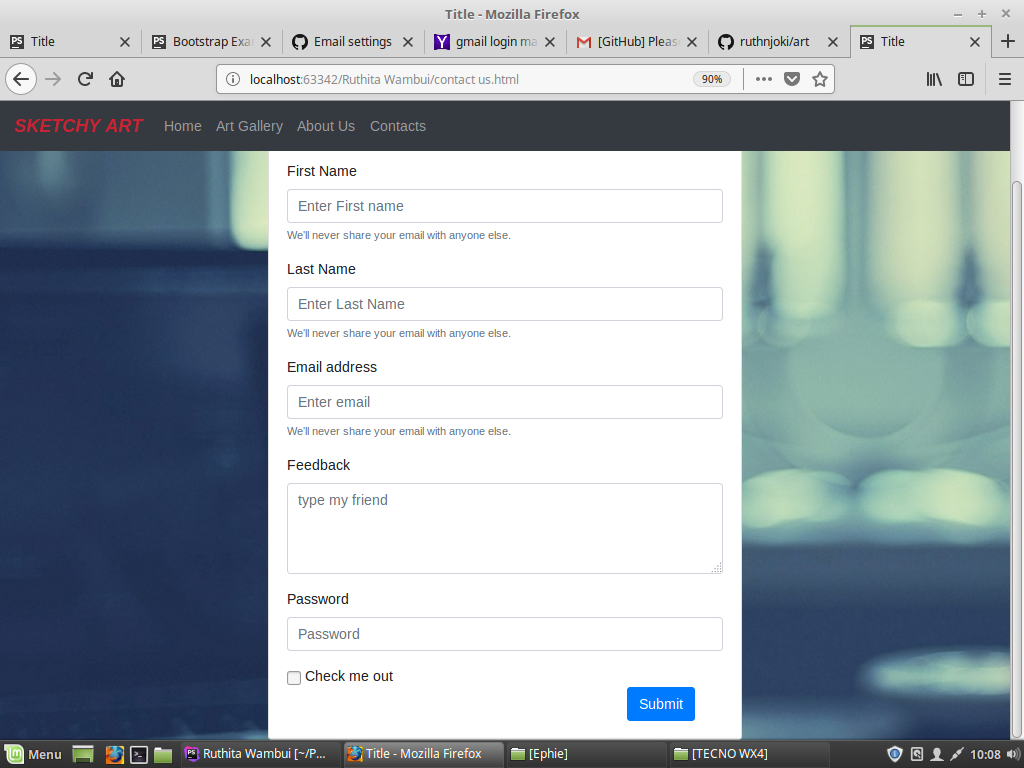 Title - Mozilla Firefox
Title
Bootstrap Exa
Email settings
gmail login ma
[GitHub] Pleas
ruthnjoki/art
Title
localhost:63342/Ruthita Wambui/contact us.html
90%
SKETCHY ART
Home
Art Gallery
About Us
Contacts
First Name
Enter First name
We'll never share your email with anyone else.
Last Name
Enter Last Name
We'll never share your email with anyone else.
Email address
Enter email
We'll never share your email with anyone else.
Feedback
type my friend
Password
Password
Check me out
Submit
Menu
Ruthita Wambui [~/P...
Title - Mozilla Firefox
[Ephie]
[TECNO WX4]
10:08